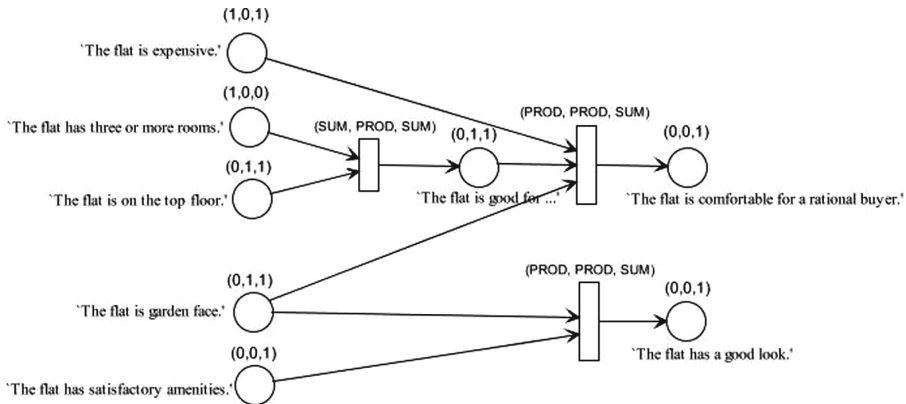 (1,0,1)
`The flat is expensive.'
(1,0,0)
`The flat has three or more rooms.'
(SUM, PROD, SUM)
(0,1,1)
(PROD, PROD, SUM)
(0,0,1)
(0,1,1)
`The flat is on the top floor.'
`The flat is good for ...'
`The flat is comfortable for a rational buyer.'
(0,1,1)
`The flat is garden face.'
(PROD, PROD, SUM)
(0,0,1)
(0,0,1)
`The flat has a good look.'
`The flat has satisfactory amenities.'